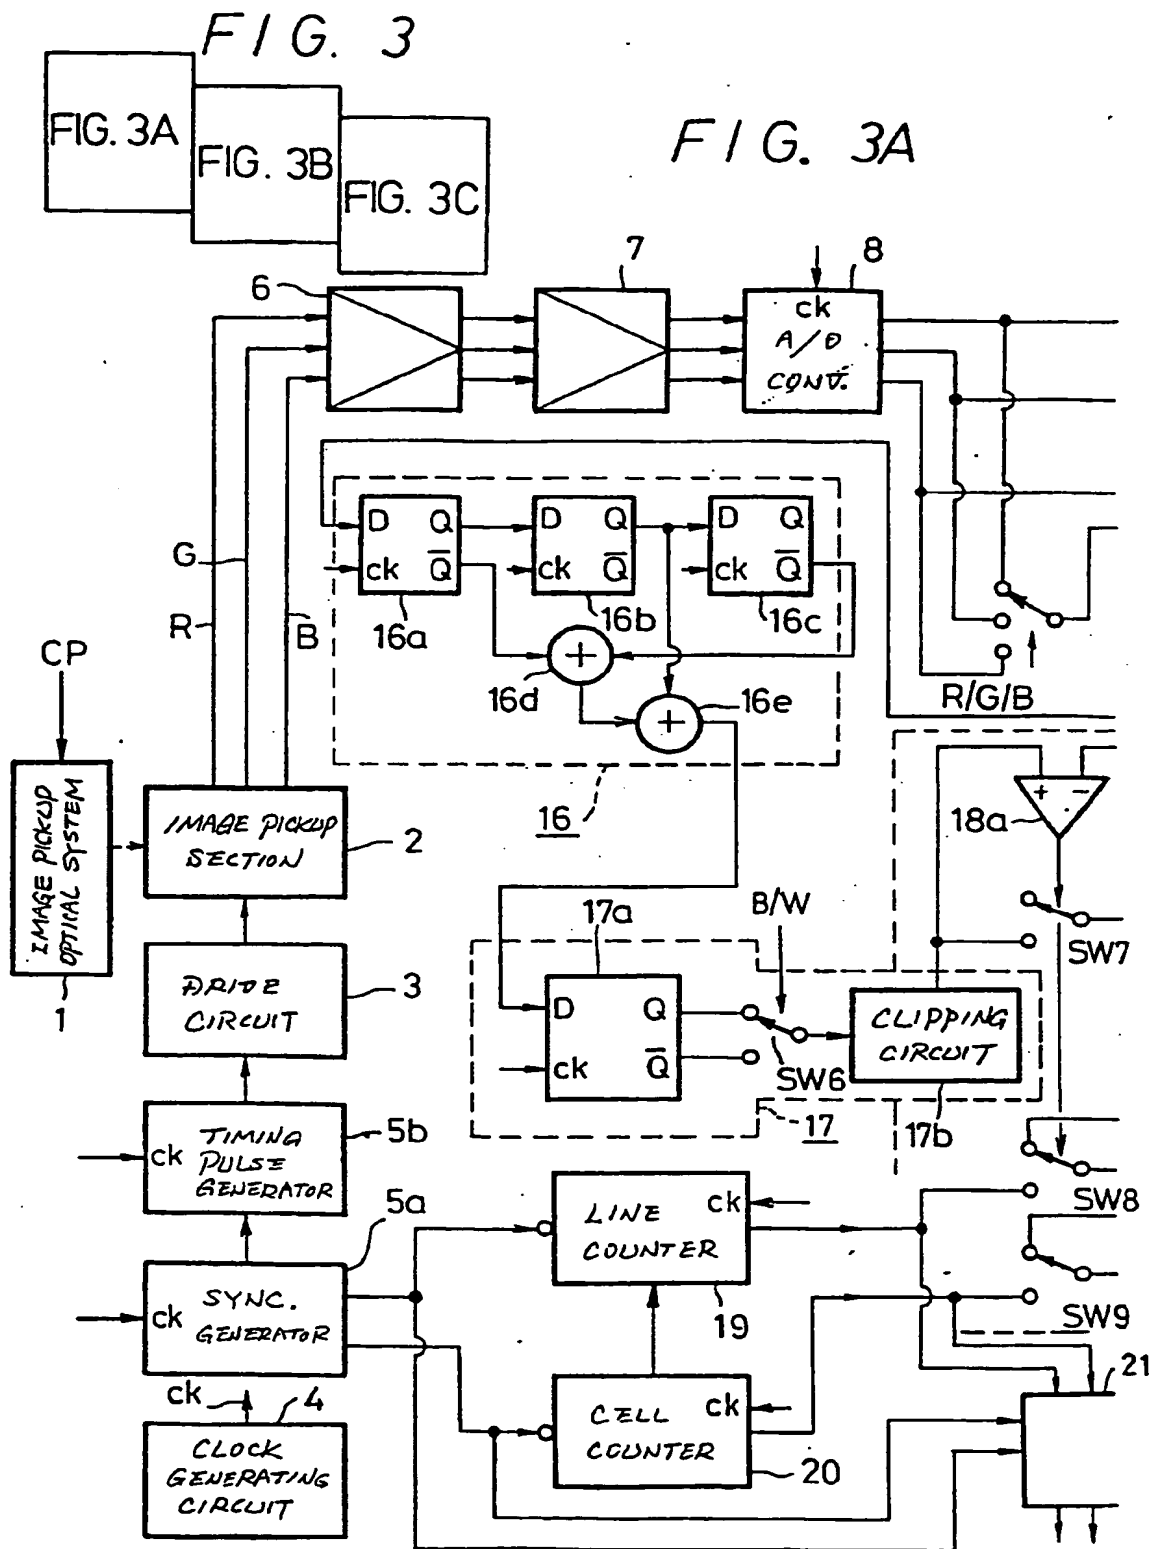 FIG. 3
FIG. 3A
FIG. 3B
FIG. 3C
FIG. 3A
6
7
8
ck
A/D
CONV.
D Q
ck Q̅
16a
D Q
ck Q̅
16b
D Q
ck Q̅
16c
G
R
B
+
16d
+
16e
R/G/B
CP
16
+ -
18a
IMAGE PICKUP
OPTICAL SYSTEM
1
IMAGE PICKUP
SECTION
2
17a
B/W
SW7
DRIDE
CIRCUIT
3
D Q
ck Q̅
SW6
CLIPPING
CIRCUIT
17
17b
ck
TIMING
PULSE
GENERATOR
5b
5a
ck
LINE
COUNTER
19
SW8
ck
SYNC.
GENERATOR
SW9
21
ck
4
CLOCK
GENERATING
CIRCUIT
ck
CELL
COUNTER
20